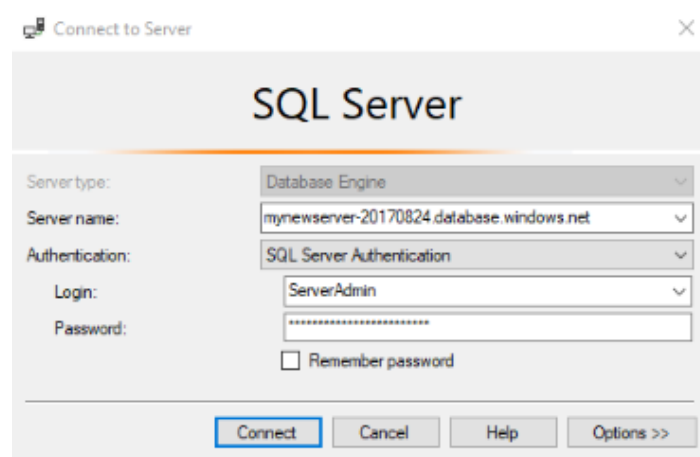 Connect to Server
SQL Server
Server type: Database Engine
Server name: mynewserver-20170824.database.windows.net
Authentication: SQL Server Authentication
Login: ServerAdmin
Password: ************************
Remember password
Connect Cancel Help Options >>